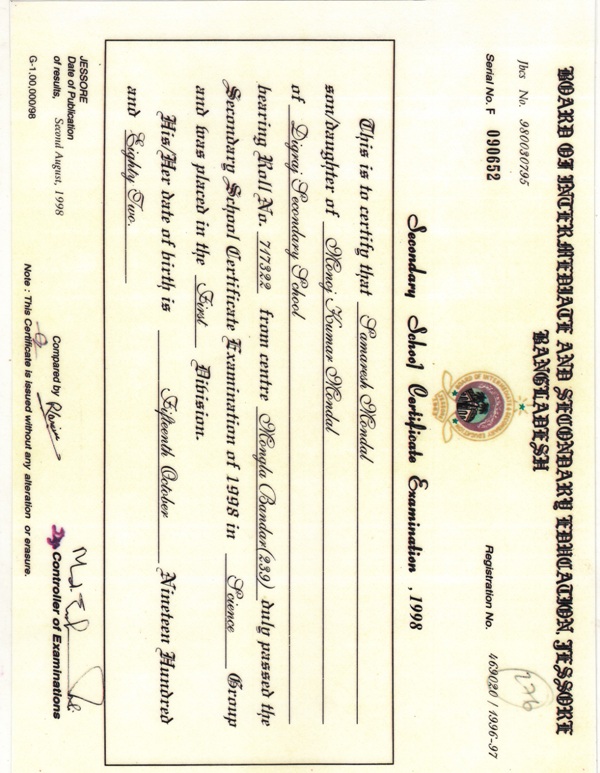 BOARD OF INTERMEDIATE AND SECONDARY EDUCATION, JESSORE
BANGLADESH
Jbcs No. 980030795
Serial No. F 090652
Registration No. 469020 / 1996-97
276
Secondary School Certificate Examination, 1998
This is to certify that Samaresh Mondal
son/daughter of Monoj Kumar Mondal
of Digraj Secondary School
bearing Roll No. 717322 from centre Mongla Bandar (239) duly passed the
Secondary School Certificate Examination of 1998 in Science Group
and was placed in the First Division.
His/Her date of birth is Fifteenth October Nineteen Hundred
and Eighty Two.
JESSORE
Date of Publication
of results, Second August, 1998
G-1,00,000/98
Compared by
Controller of Examinations
Note : This Certificate is issued without any alteration or erasure.